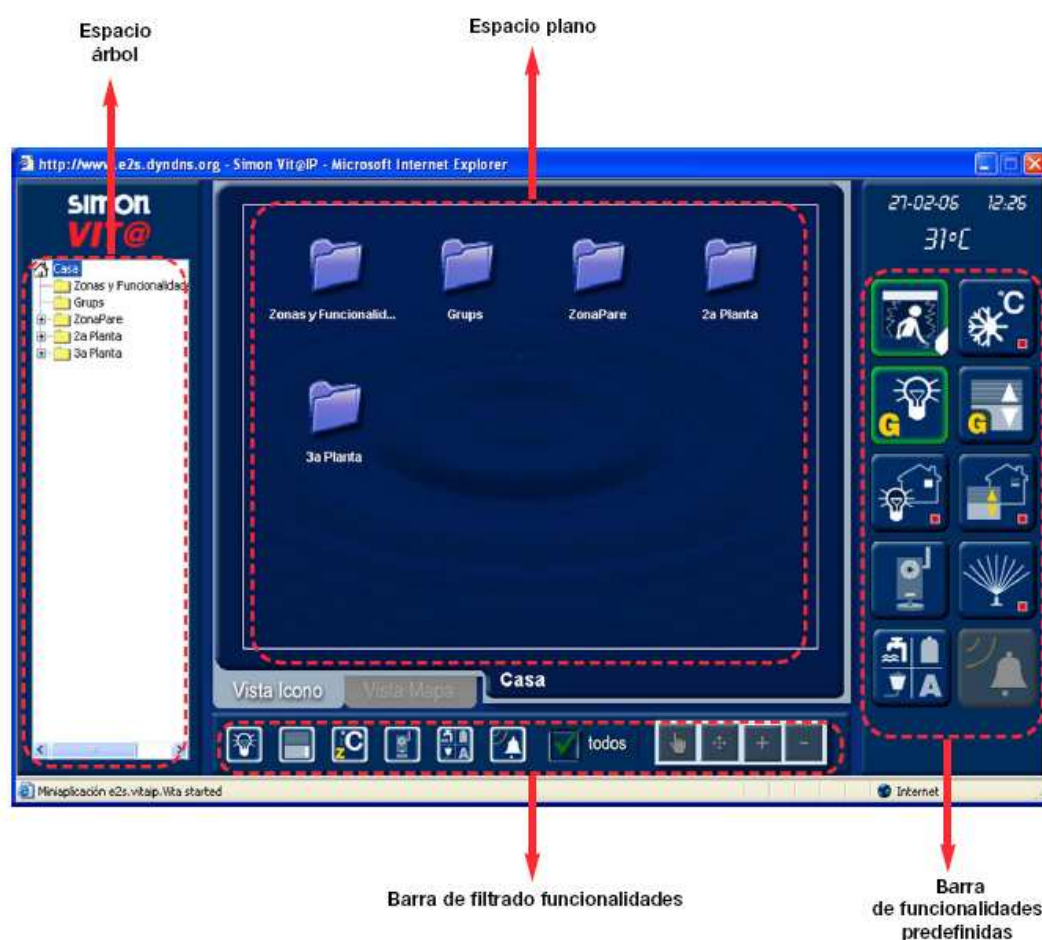 Espacio
árbol
Espacio plano
http://www.e2s.dyndns.org - Simon Vit@IP - Microsoft Internet Explorer
simon
VIT@
27-02-06 12:26
31ºC
Casa
Zonas y Funcionalidade
Grups
ZonaPare
2a Planta
3a Planta
Zonas y Funcionalid...
Grups
ZonaPare
2a Planta
3a Planta
°C
G
G
A
Vista Icono
Vista Mapa
Casa
°C
Z
A
todos
Miniaplicación e2s.vitaip.Vita started
Internet
Barra de filtrado funcionalidades
Barra
de funcionalidades
predefinidas